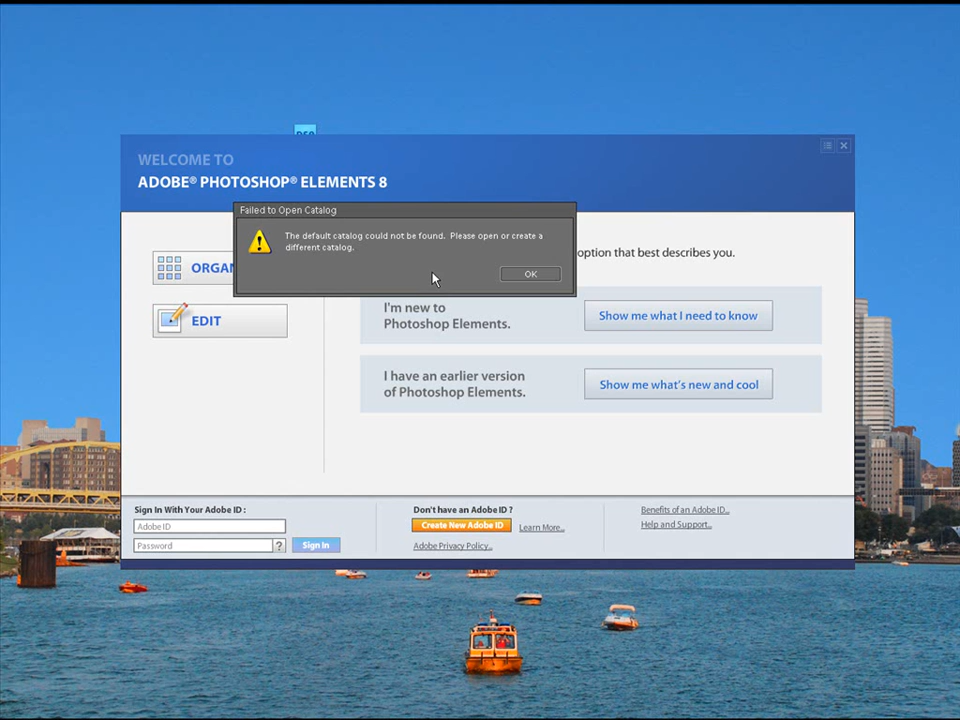 WELCOME TO
ADOBE® PHOTOSHOP® ELEMENTS 8
Failed to Open Catalog
The default catalog could not be found. Please open or create a
different catalog.
OK
option that best describes you.
ORGAN
EDIT
I'm new to
Photoshop Elements.
Show me what I need to know
I have an earlier version
of Photoshop Elements.
Show me what's new and cool
Sign In With Your Adobe ID :
Adobe ID
Password
?
Sign In
Don't have an Adobe ID ?
Create New Adobe ID
Learn More..
Adobe Privacy Policy..
Benefits of an Adobe ID..
Help and Support..